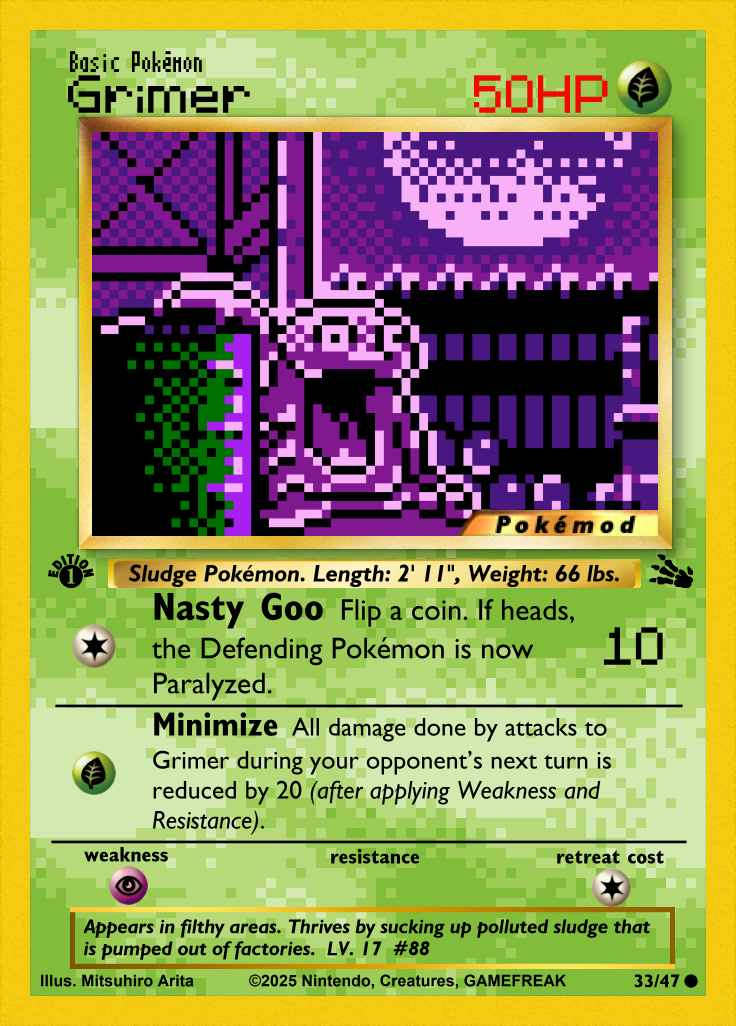 Basic Pokémon
Grimer 50HP
Pokémod
EDITION 1
Sludge Pokémon. Length: 2' 11", Weight: 66 lbs.
Nasty Goo Flip a coin. If heads,
the Defending Pokémon is now 10
Paralyzed.
Minimize All damage done by attacks to
Grimer during your opponent’s next turn is
reduced by 20 (after applying Weakness and
Resistance).
weakness resistance retreat cost
Appears in filthy areas. Thrives by sucking up polluted sludge that
is pumped out of factories. LV. 17 #88
Illus. Mitsuhiro Arita ©2025 Nintendo, Creatures, GAMEFREAK 33/47